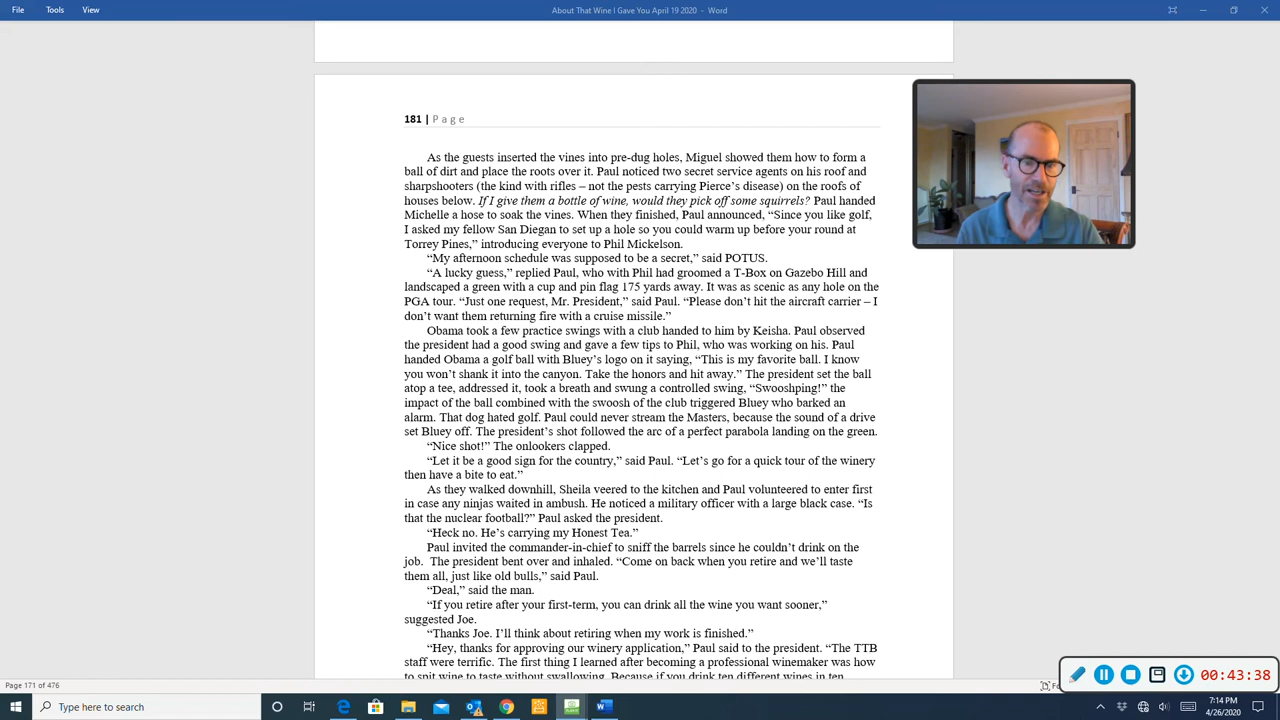 File Tools View About That Wine I Gave You April 19 2020 - Word
181 | Page
As the guests inserted the vines into pre-dug holes, Miguel showed them how to form a
ball of dirt and place the roots over it. Paul noticed two secret service agents on his roof and
sharpshooters (the kind with rifles – not the pests carrying Pierce’s disease) on the roofs of
houses below. If I give them a bottle of wine, would they pick off some squirrels? Paul handed
Michelle a hose to soak the vines. When they finished, Paul announced, “Since you like golf,
I asked my fellow San Diegan to set up a hole so you could warm up before your round at
Torrey Pines,” introducing everyone to Phil Mickelson.
“My afternoon schedule was supposed to be a secret,” said POTUS.
“A lucky guess,” replied Paul, who with Phil had groomed a T-Box on Gazebo Hill and
landscaped a green with a cup and pin flag 175 yards away. It was as scenic as any hole on the
PGA tour. “Just one request, Mr. President,” said Paul. “Please don’t hit the aircraft carrier – I
don’t want them returning fire with a cruise missile.”
Obama took a few practice swings with a club handed to him by Keisha. Paul observed
the president had a good swing and gave a few tips to Phil, who was working on his. Paul
handed Obama a golf ball with Bluey’s logo on it saying, “This is my favorite ball. I know
you won’t shank it into the canyon. Take the honors and hit away.” The president set the ball
atop a tee, addressed it, took a breath and swung a controlled swing, “Swooshping!” the
impact of the ball combined with the swoosh of the club triggered Bluey who barked an
alarm. That dog hated golf. Paul could never stream the Masters, because the sound of a drive
set Bluey off. The president’s shot followed the arc of a perfect parabola landing on the green.
“Nice shot!” The onlookers clapped.
“Let it be a good sign for the country,” said Paul. “Let’s go for a quick tour of the winery
then have a bite to eat.”
As they walked downhill, Sheila veered to the kitchen and Paul volunteered to enter first
in case any ninjas waited in ambush. He noticed a military officer with a large black case. “Is
that the nuclear football?” Paul asked the president.
“Heck no. He’s carrying my Honest Tea.”
Paul invited the commander-in-chief to sniff the barrels since he couldn’t drink on the
job.  The president bent over and inhaled. “Come on back when you retire and we’ll taste
them all, just like old bulls,” said Paul.
“Deal,” said the man.
“If you retire after your first-term, you can drink all the wine you want sooner,”
suggested Joe.
“Thanks Joe. I’ll think about retiring when my work is finished.”
“Hey, thanks for approving our winery application,” Paul said to the president. “The TTB
staff were terrific. The first thing I learned after becoming a professional winemaker was how
to spit wine to taste without swallowing. Because if you drink ten different wines in ten
00:43:38
Page 171 of 476
Type here to search
7:14 PM
4/26/2020